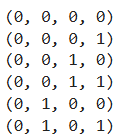 (0, 0, 0, 0)
(0, 0, 0, 1)
(0, 0, 1, 0)
(0, 0, 1, 1)
(0, 1, 0, 0)
(0, 1, 0, 1)